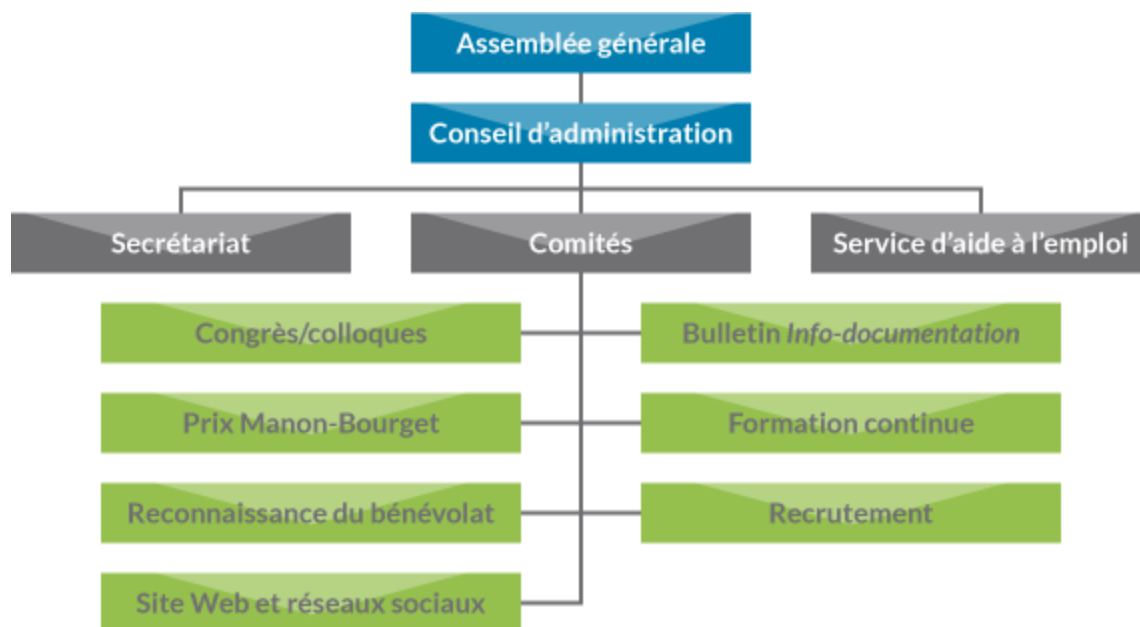 Assemblée générale
Conseil d’administration
Secrétariat
Comités
Service d’aide à l’emploi
Congrès/colloques
Bulletin Info-documentation
Prix Manon-Bourget
Formation continue
Reconnaissance du bénévolat
Recrutement
Site Web et réseaux sociaux